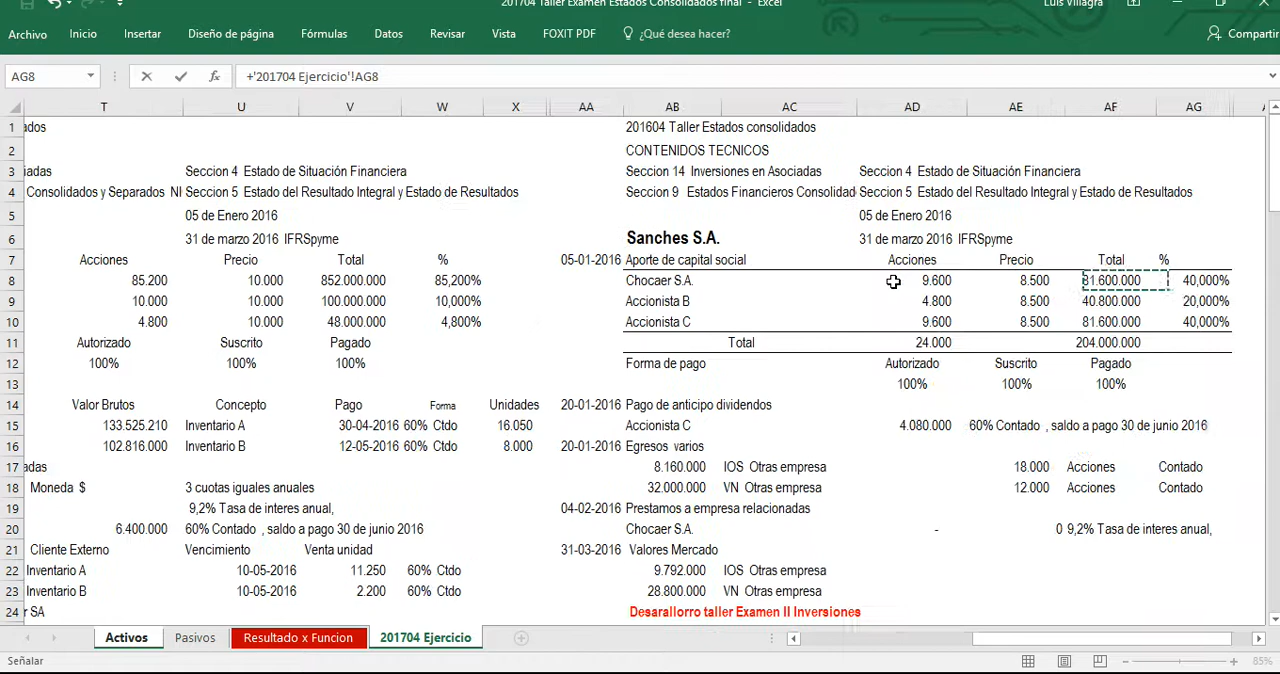 201704 Taller Examen Estados Consolidados final - Excel Luis Villagra
Archivo Inicio Insertar Diseño de página Fórmulas Datos Revisar Vista FOXIT PDF ¿Qué desea hacer? Compartir
AG8 fx +'201704 Ejercicio'!AG8
T U V W X AA AB AC AD AE AF AG
1 ados 201604 Taller Estados consolidados
2 CONTENIDOS TECNICOS
3 iadas Seccion 4 Estado de Situación Financiera Seccion 14 Inversiones en Asociadas Seccion 4 Estado de Situación Financiera
4 Consolidados y Separados NI Seccion 5 Estado del Resultado Integral y Estado de Resultados Seccion 9 Estados Financieros Consolidad Seccion 5 Estado del Resultado Integral y Estado de Resultados
5 05 de Enero 2016 05 de Enero 2016
6 31 de marzo 2016 IFRSpyme Sanches S.A. 31 de marzo 2016 IFRSpyme
7 Acciones Precio Total % 05-01-2016 Aporte de capital social Acciones Precio Total %
8 85.200 10.000 852.000.000 85,200% Chocaer S.A. 9.600 8.500 81.600.000 40,000%
9 10.000 10.000 100.000.000 10,000% Accionista B 4.800 8.500 40.800.000 20,000%
10 4.800 10.000 48.000.000 4,800% Accionista C 9.600 8.500 81.600.000 40,000%
11 Autorizado Suscrito Pagado Total 24.000 204.000.000
12 100% 100% 100% Forma de pago Autorizado Suscrito Pagado
13 100% 100% 100%
14 Valor Brutos Concepto Pago Forma Unidades 20-01-2016 Pago de anticipo dividendos
15 133.525.210 Inventario A 30-04-2016 60% Ctdo 16.050 Accionista C 4.080.000 60% Contado , saldo a pago 30 de junio 2016
16 102.816.000 Inventario B 12-05-2016 60% Ctdo 8.000 20-01-2016 Egresos varios
17 adas 8.160.000 IOS Otras empresa 18.000 Acciones Contado
18 Moneda $ 3 cuotas iguales anuales 32.000.000 VN Otras empresa 12.000 Acciones Contado
19 9,2% Tasa de interes anual, 04-02-2016 Prestamos a empresa relacionadas
20 6.400.000 60% Contado , saldo a pago 30 de junio 2016 Chocaer S.A. - 0 9,2% Tasa de interes anual,
21 Cliente Externo Vencimiento Venta unidad 31-03-2016 Valores Mercado
22 Inventario A 10-05-2016 11.250 60% Ctdo 9.792.000 IOS Otras empresa
23 Inventario B 10-05-2016 2.200 60% Ctdo 28.800.000 VN Otras empresa
24 r SA Desarallorro taller Examen II Inversiones
Activos Pasivos Resultado x Funcion 201704 Ejercicio
Señalar 85%